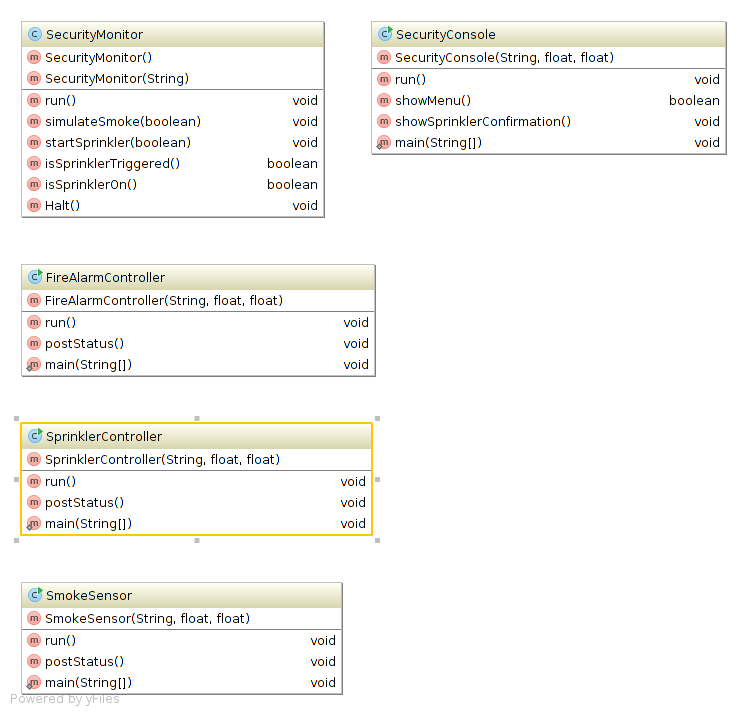 SecurityMonitor
SecurityMonitor()
SecurityMonitor(String)
run() void
simulateSmoke(boolean) void
startSprinkler(boolean) void
isSprinklerTriggered() boolean
isSprinklerOn() boolean
Halt() void
SecurityConsole
SecurityConsole(String, float, float)
run() void
showMenu() boolean
showSprinklerConfirmation() void
main(String[]) void
FireAlarmController
FireAlarmController(String, float, float)
run() void
postStatus() void
main(String[]) void
SprinklerController
SprinklerController(String, float, float)
run() void
postStatus() void
main(String[]) void
SmokeSensor
SmokeSensor(String, float, float)
run() void
postStatus() void
main(String[]) void
Powered by yFiles